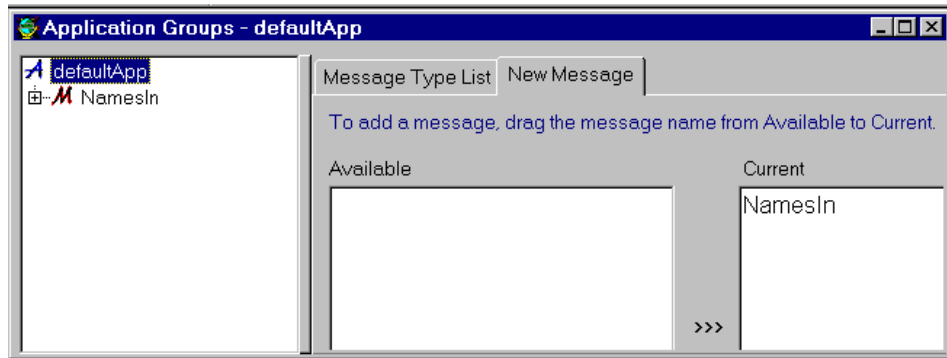 Application Groups - defaultApp
defaultApp
NamesIn
Message Type List
New Message
To add a message, drag the message name from Available to Current.
Available
Current
NamesIn
>>>